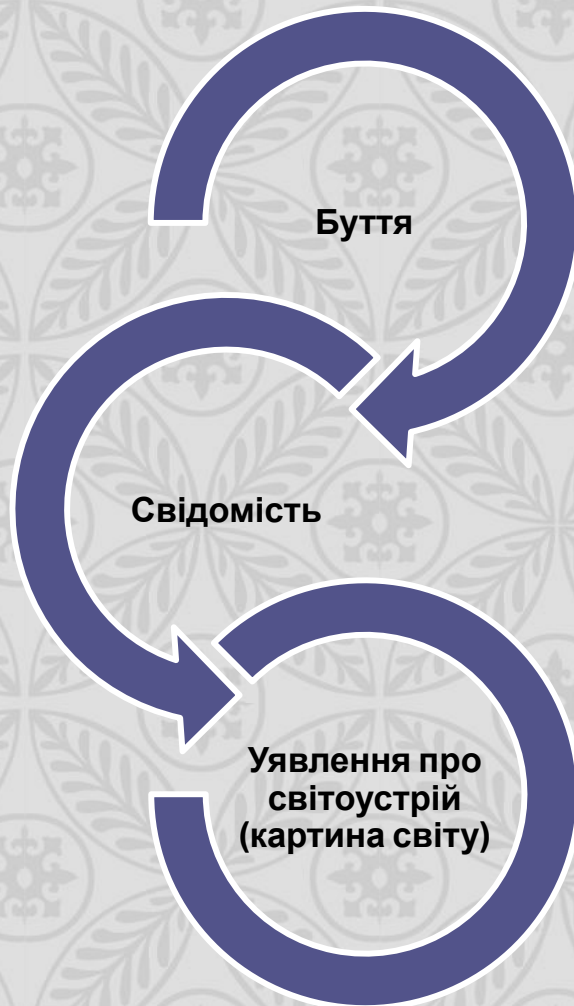 Буття
Свідомість
Уявлення про
світоустрій
(картина світу)